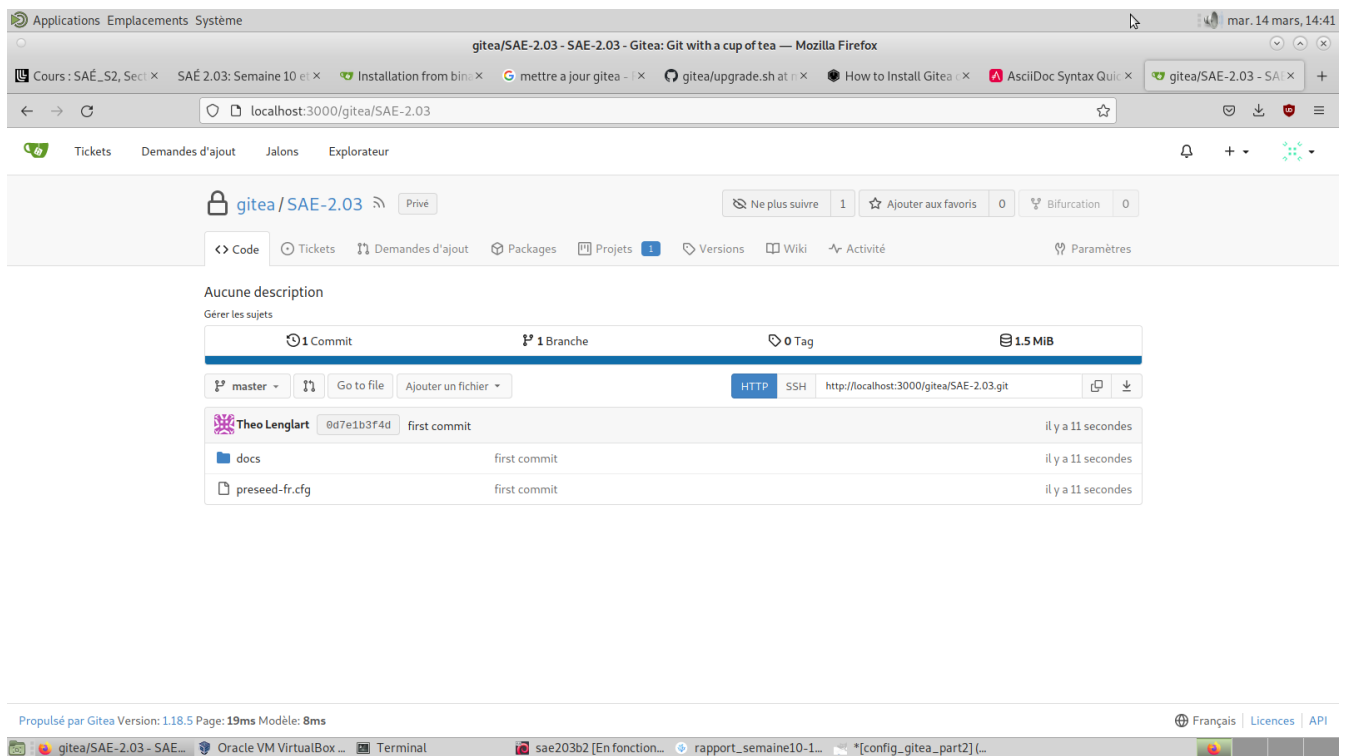 Applications Emplacements Système mar. 14 mars, 14:41
gitea/SAE-2.03 - SAE-2.03 - Gitea: Git with a cup of tea — Mozilla Firefox
Cours : SAÉ_S2, Sect SAÉ 2.03: Semaine 10 et Installation from bina mettre a jour gitea - gitea/upgrade.sh at How to Install Gitea AsciiDoc Syntax Quic gitea/SAE-2.03 - SAE
localhost:3000/gitea/SAE-2.03
Tickets Demandes d'ajout Jalons Explorateur
gitea / SAE-2.03 Privé Ne plus suivre 1 Ajouter aux favoris 0 Bifurcation 0
Code Tickets Demandes d'ajout Packages Projets 1 Versions Wiki Activité Paramètres
Aucune description
Gérer les sujets
1 Commit 1 Branche 0 Tag 1.5 MiB
master Go to file Ajouter un fichier HTTP SSH http://localhost:3000/gitea/SAE-2.03.git
Theo Lenglart 0d7e1b3f4d first commit il y a 11 secondes
docs first commit il y a 11 secondes
preseed-fr.cfg first commit il y a 11 secondes
Propulsé par Gitea Version: 1.18.5 Page: 19ms Modèle: 8ms Français Licences API
gitea/SAE-2.03 - SAE... Oracle VM VirtualBox ... Terminal sae203b2 [En fonction... rapport_semaine10-1... *[config_gitea_part2] (...